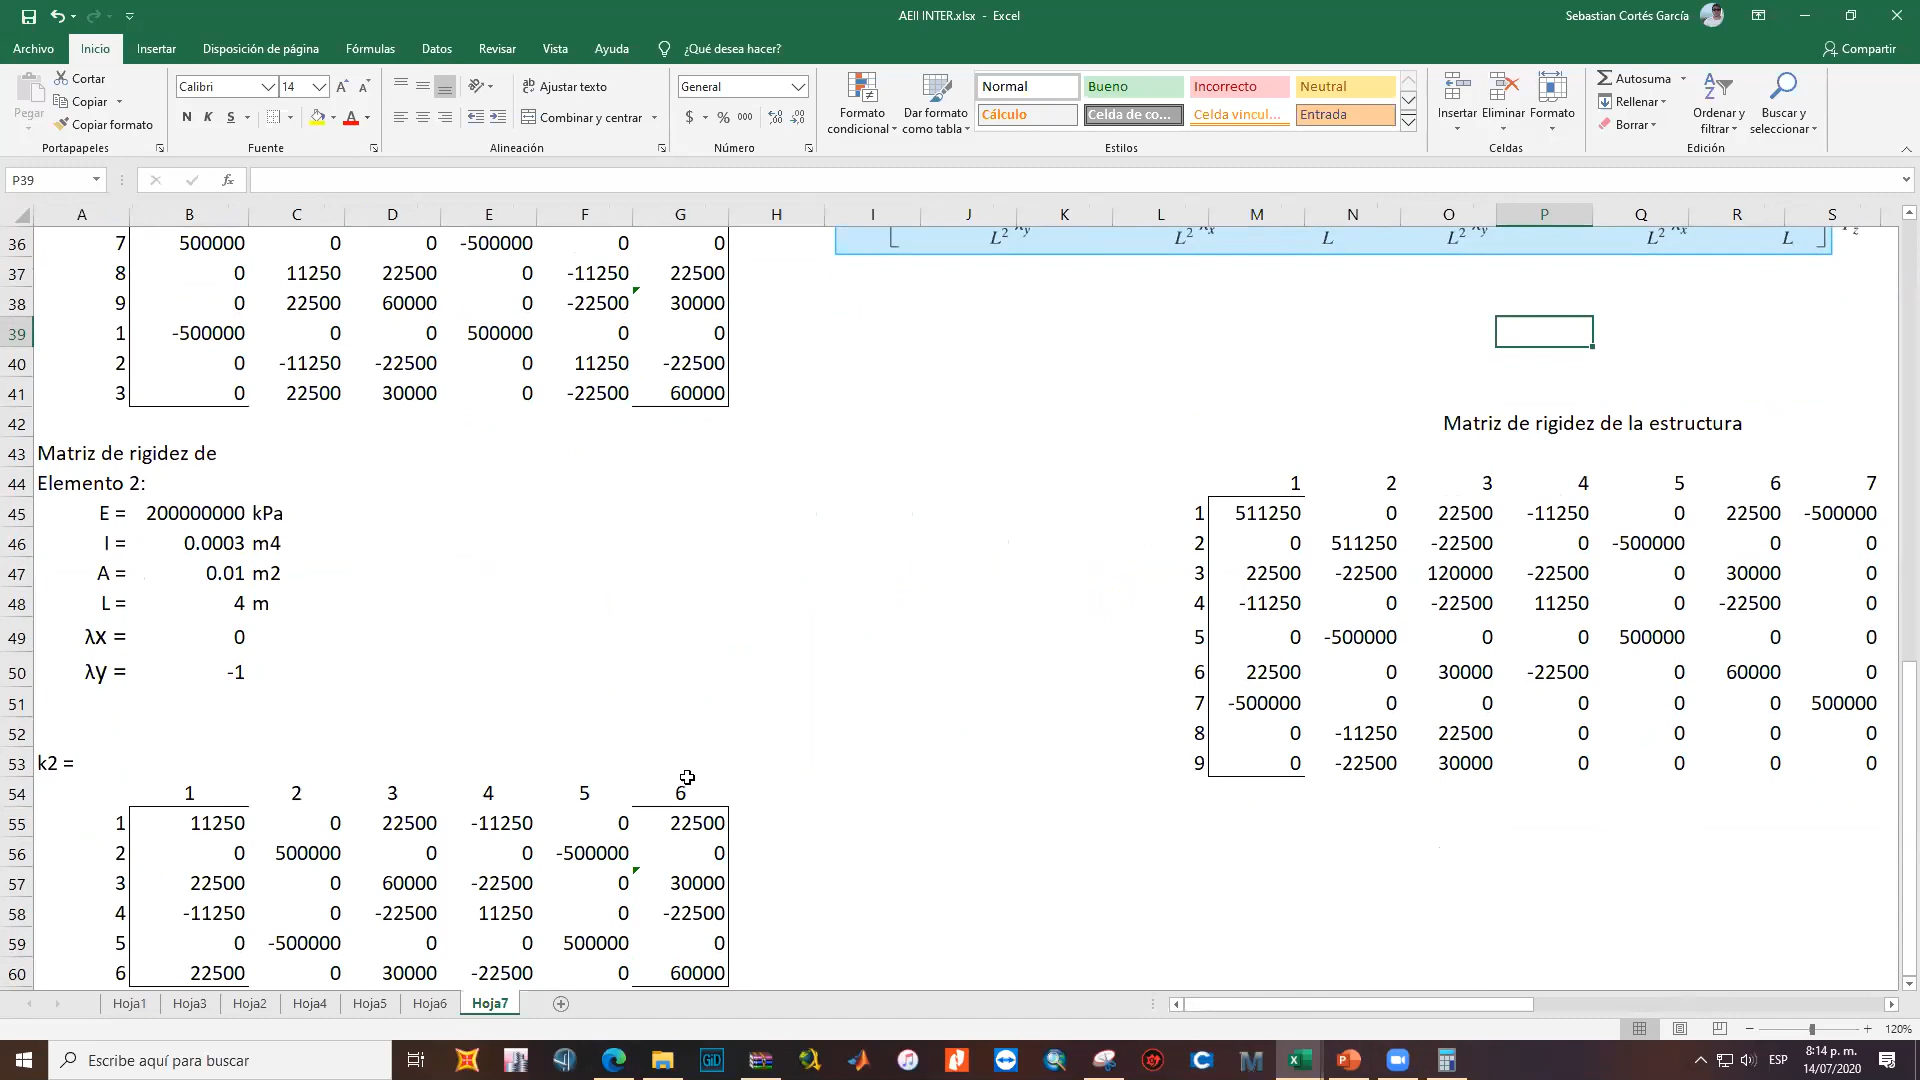 AEII INTER.xlsx - Excel
Sebastian Cortés García
Archivo Inicio Insertar Disposición de página Fórmulas Datos Revisar Vista Ayuda ¿Qué desea hacer? Compartir
Pegar
Cortar
Copiar
Copiar formato
Portapapeles
Calibri 14
N K S
Fuente
Ajustar texto
Combinar y centrar
Alineación
General
$ % 000
Número
Formato condicional
Dar formato como tabla
Normal Bueno Incorrecto Neutral
Cálculo Celda de co... Celda vincul... Entrada
Estilos
Insertar Eliminar Formato
Celdas
Autosuma
Rellenar
Borrar
Ordenar y filtrar
Buscar y seleccionar
Edición
P39 fx
A B C D E F G H I J K L M N O P Q R S
36 7 500000 0 0 -500000 0 0
37 8 0 11250 22500 0 -11250 22500
38 9 0 22500 60000 0 -22500 30000
39 1 -500000 0 0 500000 0 0
40 2 0 -11250 -22500 0 11250 -22500
41 3 0 22500 30000 0 -22500 60000
42 Matriz de rigidez de la estructura
43 Matriz de rigidez de
44 Elemento 2: 1 2 3 4 5 6 7
45 E = 200000000 kPa 1 511250 0 22500 -11250 0 22500 -500000
46 I = 0.0003 m4 2 0 511250 -22500 0 -500000 0 0
47 A = 0.01 m2 3 22500 -22500 120000 -22500 0 30000 0
48 L = 4 m 4 -11250 0 -22500 11250 0 -22500 0
49 λx = 0 5 0 -500000 0 0 500000 0 0
50 λy = -1 6 22500 0 30000 -22500 0 60000 0
51 7 -500000 0 0 0 0 0 500000
52 8 0 -11250 22500 0 0 0 0
53 k2 = 9 0 -22500 30000 0 0 0 0
54 1 2 3 4 5 6
55 1 11250 0 22500 -11250 0 22500
56 2 0 500000 0 0 -500000 0
57 3 22500 0 60000 -22500 0 30000
58 4 -11250 0 -22500 11250 0 -22500
59 5 0 -500000 0 0 500000 0
60 6 22500 0 30000 -22500 0 60000
Hoja1 Hoja3 Hoja2 Hoja4 Hoja5 Hoja6 Hoja7
120%
Escribe aquí para buscar
GiD
ESP
8:14 p. m.
14/07/2020